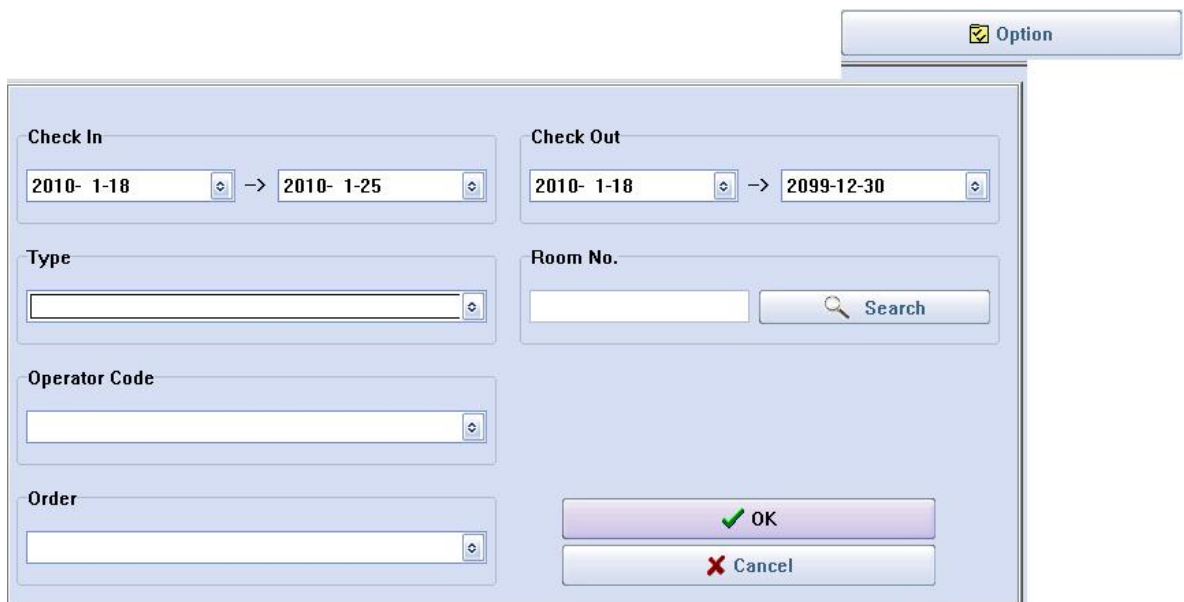 Option
Check In
2010- 1-18 -> 2010- 1-25
Check Out
2010- 1-18 -> 2099-12-30
Type
Room No.
Search
Operator Code
Order
OK
Cancel